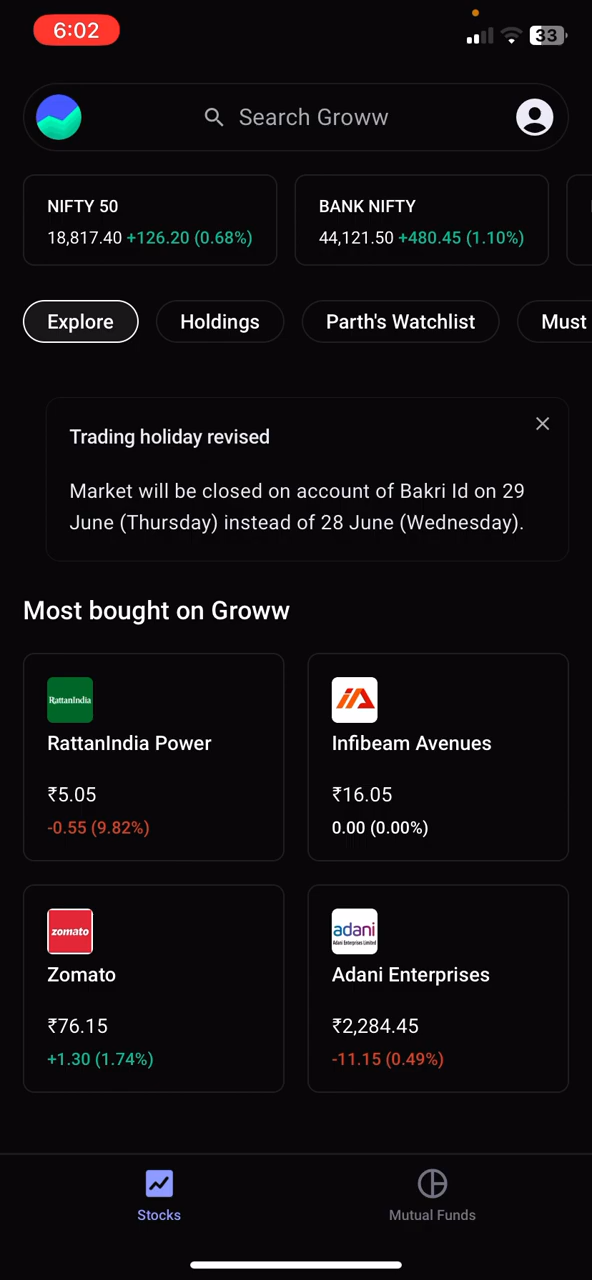 6:02
33
Search Groww
NIFTY 50
18,817.40 +126.20 (0.68%)
BANK NIFTY
44,121.50 +480.45 (1.10%)
Explore
Holdings
Parth's Watchlist
Must
Trading holiday revised
Market will be closed on account of Bakri Id on 29
June (Thursday) instead of 28 June (Wednesday).
Most bought on Groww
RattanIndia
RattanIndia Power
₹5.05
-0.55 (9.82%)
Infibeam Avenues
₹16.05
0.00 (0.00%)
zomato
Zomato
₹76.15
+1.30 (1.74%)
adani
Adani Enterprises Limited
Adani Enterprises
₹2,284.45
-11.15 (0.49%)
Stocks
Mutual Funds